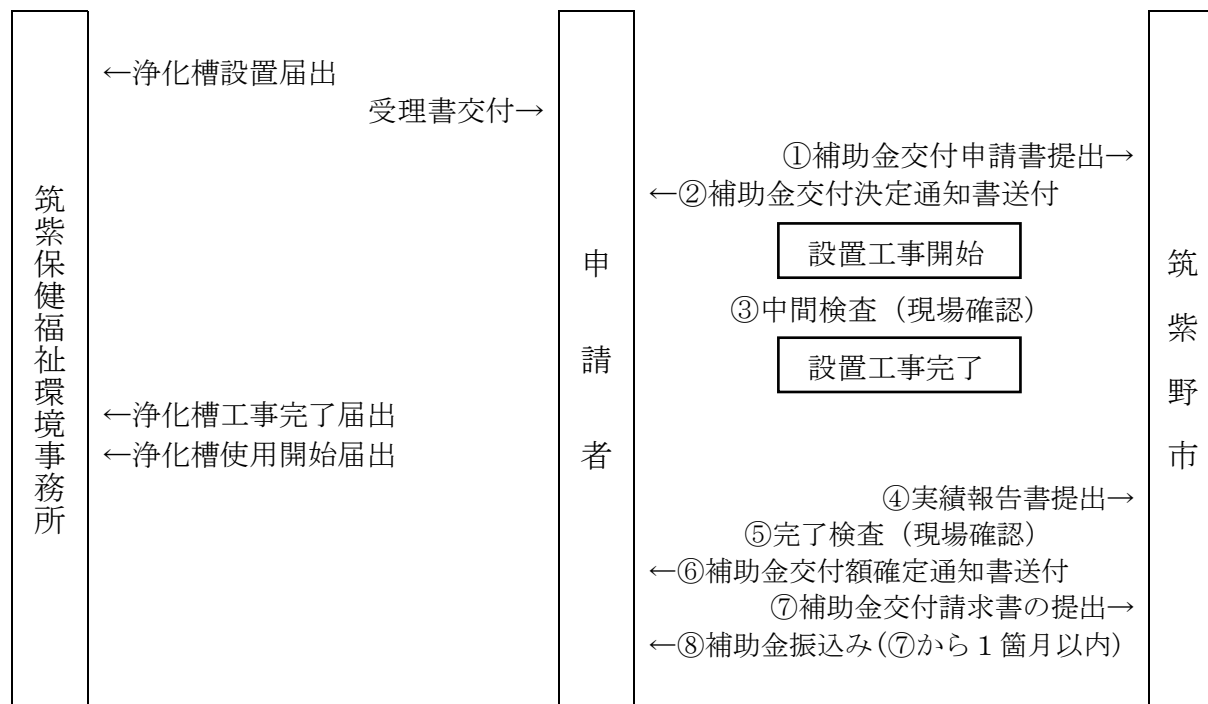 ←浄化槽設置届出
受理書交付→
①補助金交付申請書提出→
←②補助金交付決定通知書送付
設置工事開始
③中間検査（現場確認）
設置工事完了
←浄化槽工事完了届出
←浄化槽使用開始届出
④実績報告書提出→
⑤完了検査（現場確認）
←⑥補助金交付額確定通知書送付
⑦補助金交付請求書の提出→
←⑧補助金振込み（⑦から１箇月以内）
筑紫保健福祉環境事務所
申請者
筑紫野市